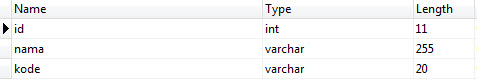 Name Type Length
id int 11
nama varchar 255
kode varchar 20